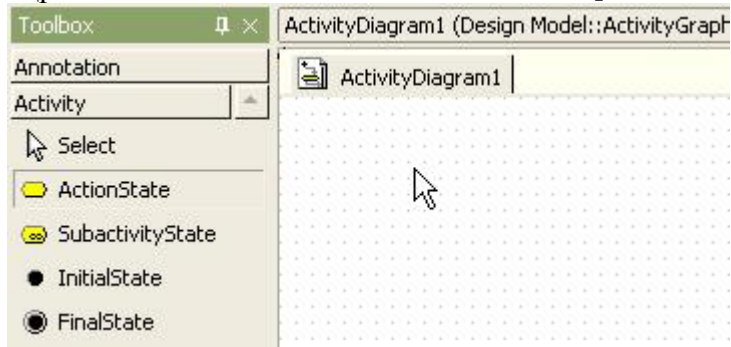 Toolbox
ActivityDiagram1 (Design Model::ActivityGraph
Annotation
Activity
ActivityDiagram1
Select
ActionState
SubactivityState
InitialState
FinalState